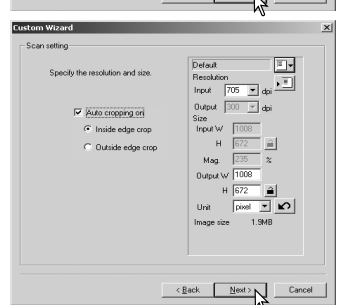 Custom Wizard
Scan setting
Specify the resolution and size.
Auto cropping on
Inside edge crop
Outside edge crop
Default
Resolution
Input 705 dpi
Output 300 dpi
Size
Input W 1008
H 672
Mag. 235 %
Output W 1008
H 672
Unit pixel
Image size 1.9MB
< Back Next > Cancel